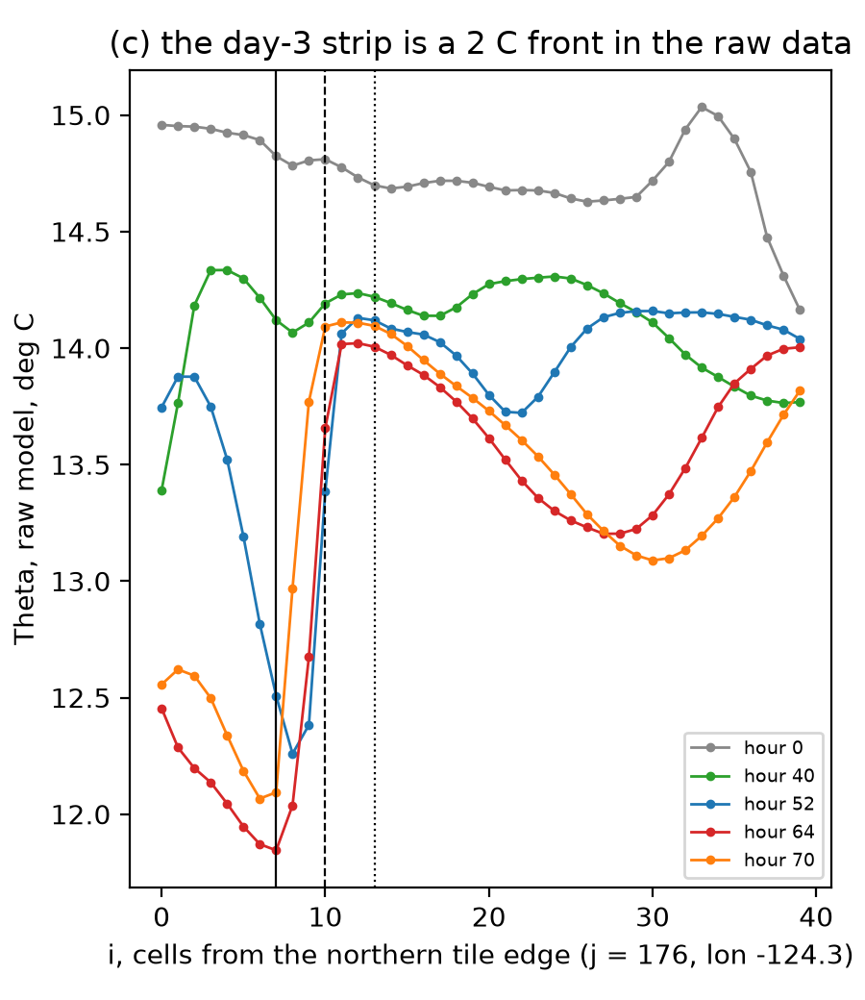 (c) the day-3 strip is a 2 C front in the raw data
Theta, raw model, deg C
15.0
14.5
14.0
13.5
13.0
12.5
12.0
hour 0
hour 40
hour 52
hour 64
hour 70
0
10
20
30
40
i, cells from the northern tile edge (j = 176, lon -124.3)